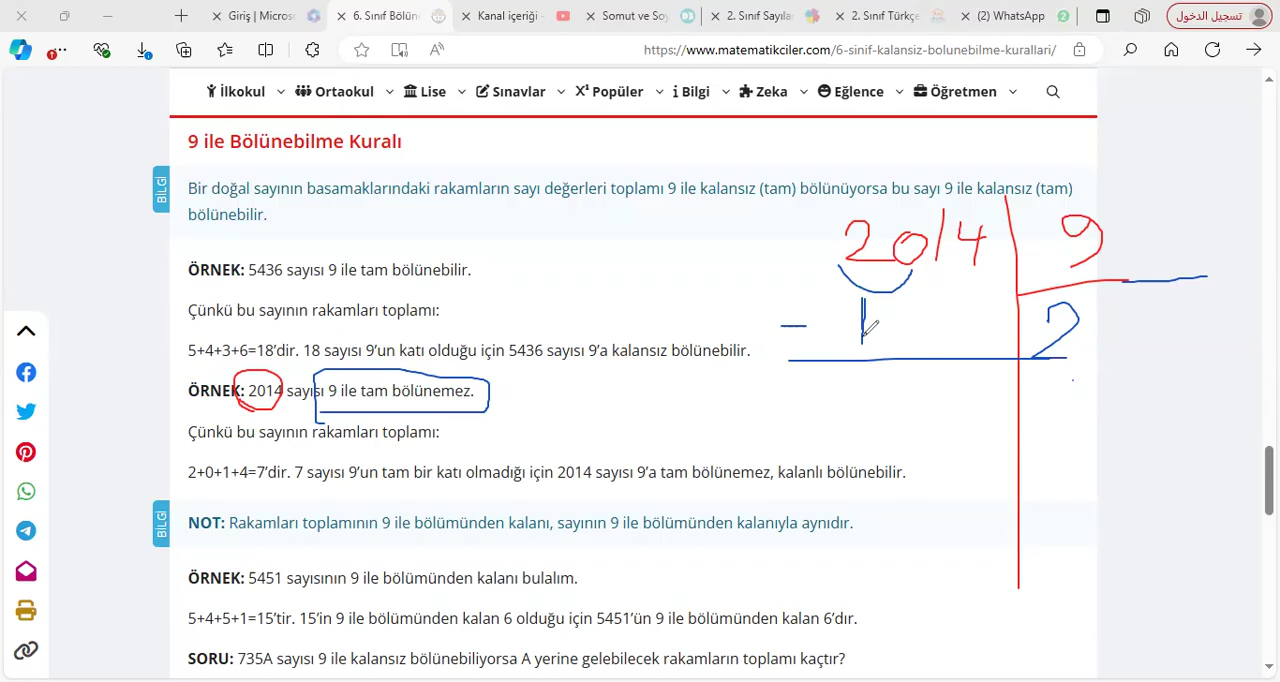 Giriş | Microso
6. Sınıf Bölün
Kanal içeriği -
Somut ve Soy
2. Sınıf Sayıla
2. Sınıf Türkçe
(2) WhatsApp
تسجيل الدخول
https://www.matematikciler.com/6-sinif-kalansiz-bolunebilme-kurallari/
İlkokul Ortaokul Lise Sınavlar Popüler Bilgi Zeka Eğlence Öğretmen
9 ile Bölünebilme Kuralı
BİLGİ
Bir doğal sayının basamaklarındaki rakamların sayı değerleri toplamı 9 ile kalansız (tam) bölünüyorsa bu sayı 9 ile kalansız (tam)
bölünebilir.
2014 9
ÖRNEK: 5436 sayısı 9 ile tam bölünebilir.
Çünkü bu sayının rakamları toplamı:
- 1 2
5+4+3+6=18’dir. 18 sayısı 9’un katı olduğu için 5436 sayısı 9’a kalansız bölünebilir.
ÖRNEK: 2014 sayısı 9 ile tam bölünemez.
Çünkü bu sayının rakamları toplamı:
2+0+1+4=7’dir. 7 sayısı 9’un tam bir katı olmadığı için 2014 sayısı 9’a tam bölünemez, kalanlı bölünebilir.
BİLGİ
NOT: Rakamları toplamının 9 ile bölümünden kalanı, sayının 9 ile bölümünden kalanıyla aynıdır.
ÖRNEK: 5451 sayısının 9 ile bölümünden kalanı bulalım.
5+4+5+1=15’tir. 15’in 9 ile bölümünden kalan 6 olduğu için 5451’ün 9 ile bölümünden kalan 6’dır.
SORU: 735A sayısı 9 ile kalansız bölünebiliyorsa A yerine gelebilecek rakamların toplamı kaçtır?